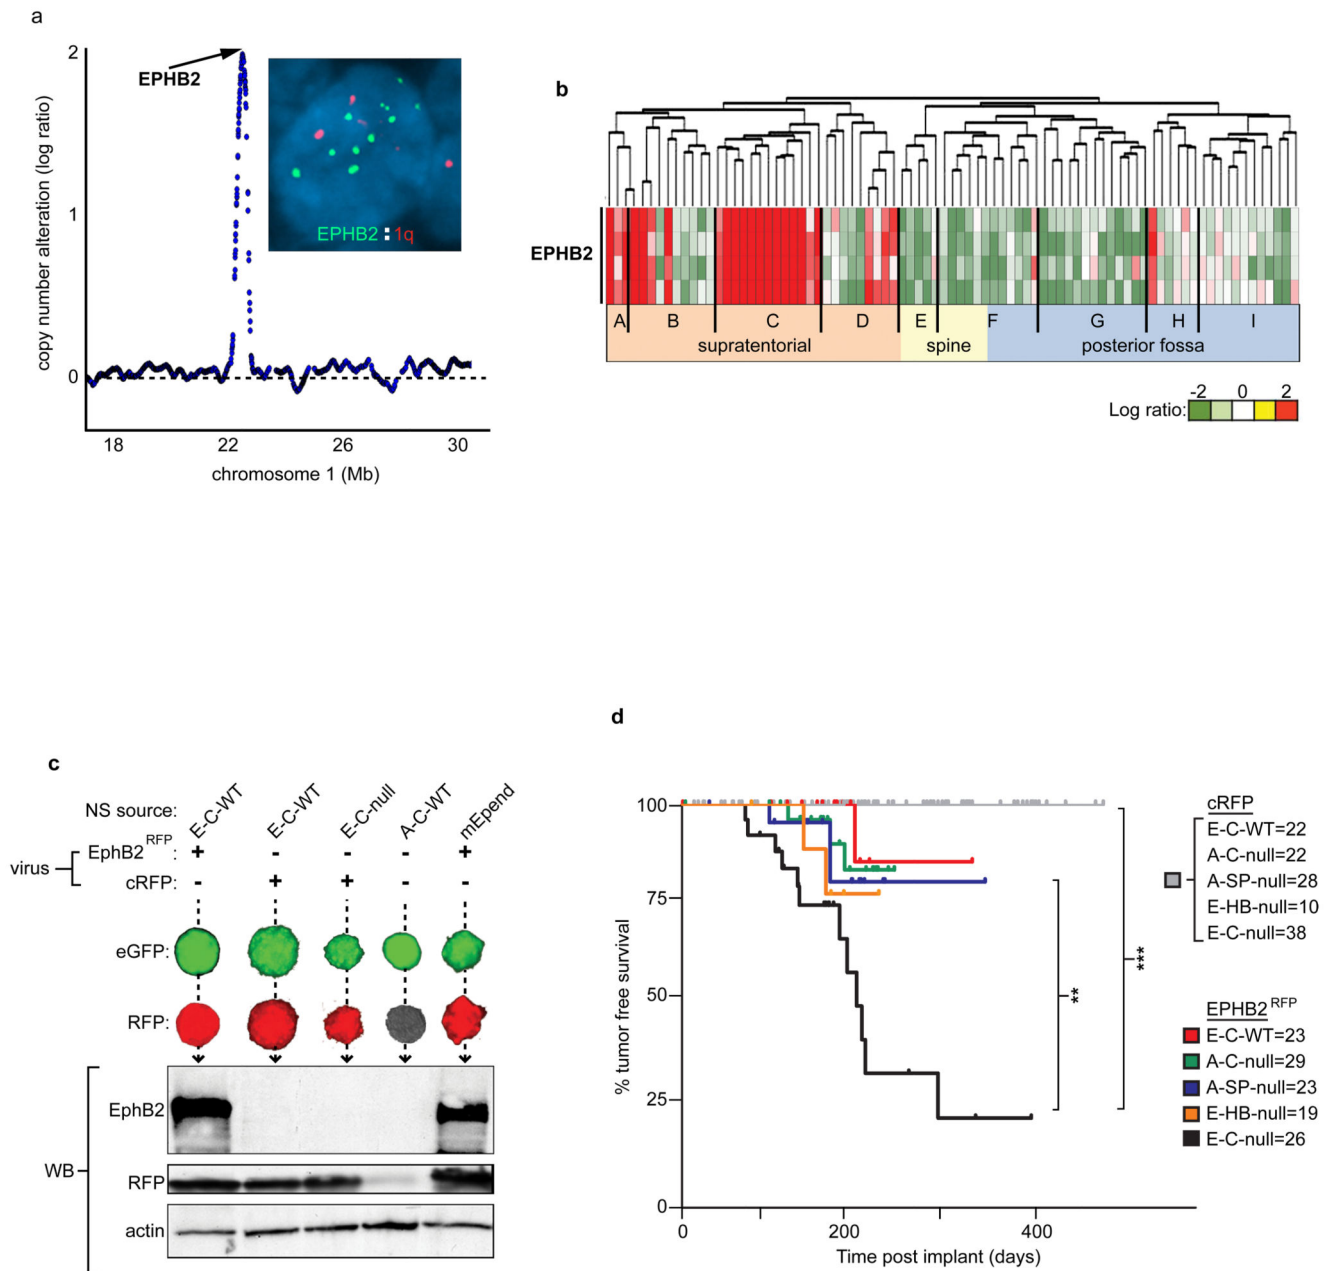 a
2
EPHB2
1
0
copy number alteration (log ratio)
EPHB2 1q
18 22 26 30
chromosome 1 (Mb)
b
EPHB2
A B C D E F G H I
supratentorial spine posterior fossa
-2 0 2
Log ratio:
c
NS source: E-C-WT E-C-WT E-C-null A-C-WT mEpend
virus
EphB2RFP: + - - - +
cRFP: - + + - -
eGFP:
RFP:
WB
EphB2
RFP
actin
d
100
75
50
25
0
% tumor free survival
0 200 400
Time post implant (days)
**
***
cRFP
E-C-WT=22
A-C-null=22
A-SP-null=28
E-HB-null=10
E-C-null=38
EPHB2RFP
E-C-WT=23
A-C-null=29
A-SP-null=23
E-HB-null=19
E-C-null=26